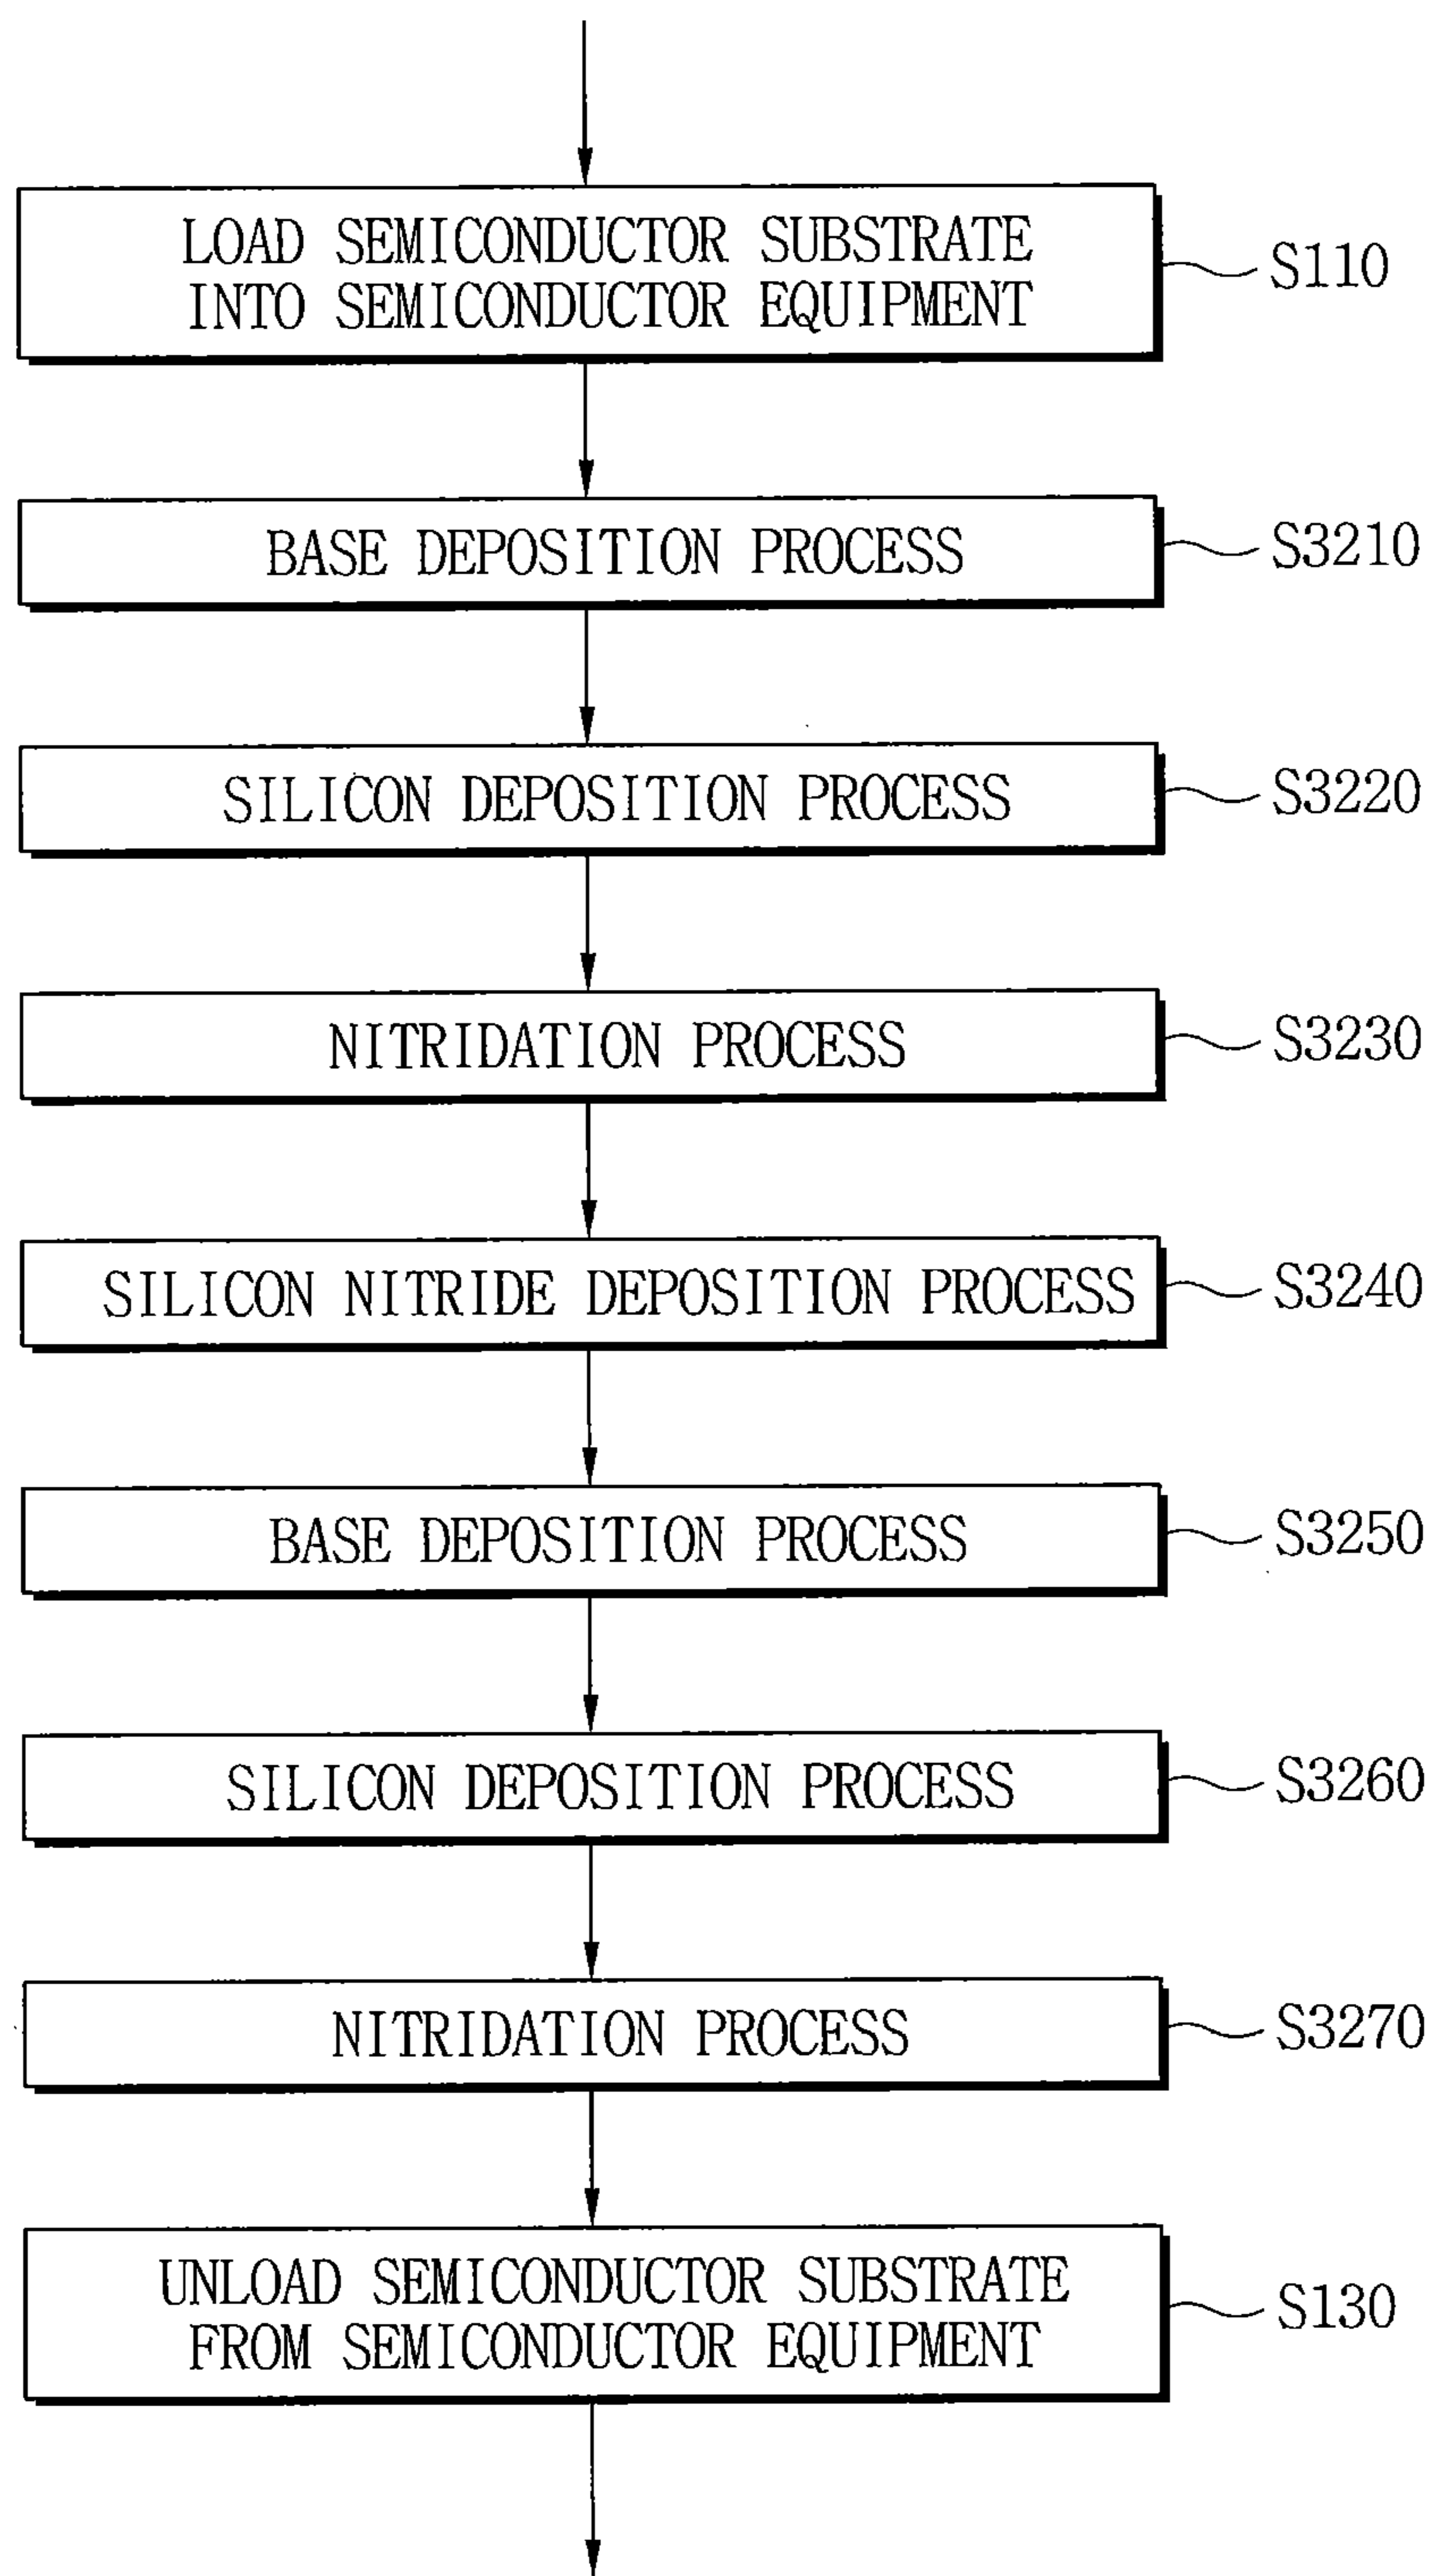 LOAD SEMICONDUCTOR SUBSTRATE
INTO SEMICONDUCTOR EQUIPMENT
S110
BASE DEPOSITION PROCESS
S3210
SILICON DEPOSITION PROCESS
S3220
NITRIDATION PROCESS
S3230
SILICON NITRIDE DEPOSITION PROCESS
S3240
BASE DEPOSITION PROCESS
S3250
SILICON DEPOSITION PROCESS
S3260
NITRIDATION PROCESS
S3270
UNLOAD SEMICONDUCTOR SUBSTRATE
FROM SEMICONDUCTOR EQUIPMENT
S130